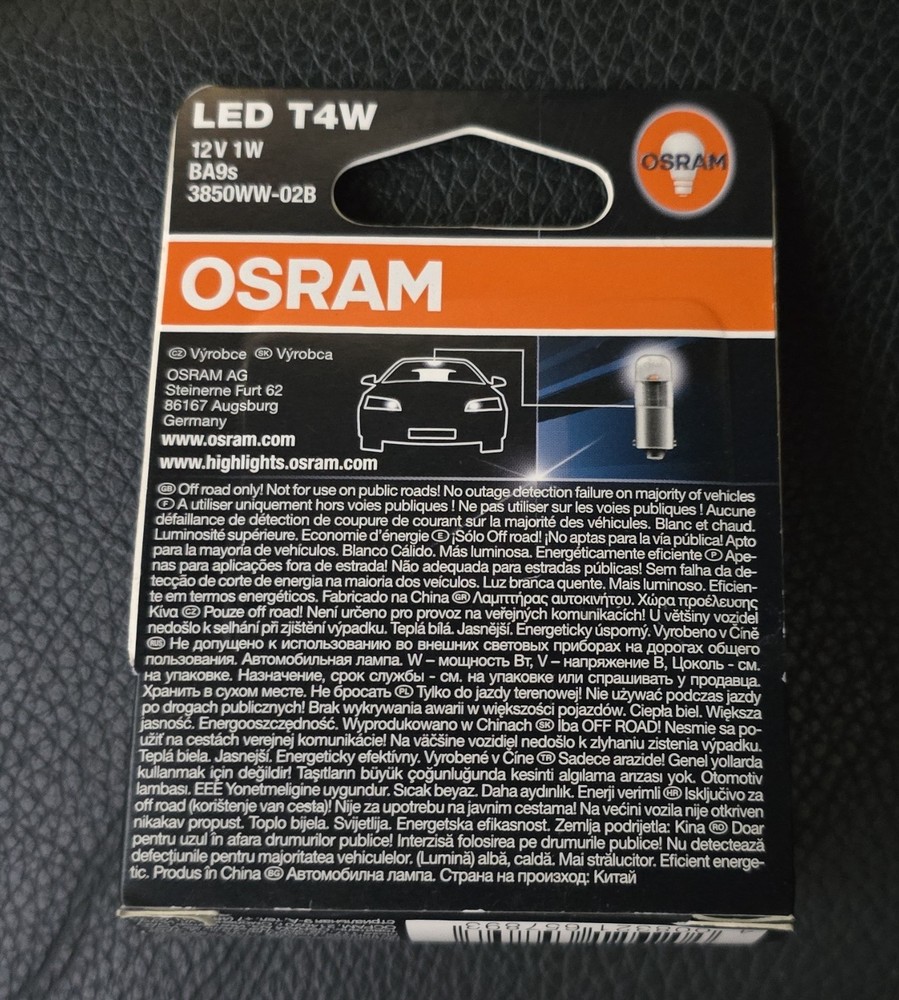 LED T4W
12V 1W
BA9s
3850WW-02B
OSRAM
OSRAM
CZ Výrobce SK Výrobca
OSRAM AG
Steinerne Furt 62
86167 Augsburg
Germany
www.osram.com
www.highlights.osram.com
GB Off road only! Not for use on public roads! No outage detection failure on majority of vehicles
F A utiliser uniquement hors voies publiques ! Ne pas utiliser sur les voies publiques ! Aucune
défaillance de détection de coupure de courant sur la majorité des véhicules. Blanc et chaud.
Luminosité supérieure. Economie d'énergie E ¡Sólo Off road! ¡No aptas para la vía pública! Apto
para la mayoría de vehículos. Blanco Cálido. Más luminosa. Energéticamente eficiente P Ape-
nas para aplicações fora de estrada! Não adequada para estradas públicas! Sem falha da de-
tecção de corte de energia na maioria dos veículos. Luz branca quente. Mais luminoso. Eficien-
te em termos energéticos. Fabricado na China GR Λαμπτήρας αυτοκινήτου. Χώρα προέλευσης
Κίνα CZ Pouze off road! Není určeno pro provoz na veřejných komunikacích! U většiny vozidel
nedošlo k selhání při zjištění výpadku. Teplá bílá. Jasnější. Energeticky úsporný. Vyrobeno v Číně
RUS Не допущено к использованию во внешних световых приборах на дорогах общего
пользования. Автомобильная лампа. W – мощность Вт, V – напряжение В, Цоколь - см.
на упаковке. Назначение, срок службы - см. на упаковке или спрашивать у продавца.
Хранить в сухом месте. Не бросать PL Tylko do jazdy terenowej! Nie używać podczas jazdy
po drogach publicznych! Brak wykrywania awarii w większości pojazdów. Ciepła biel. Większa
jasność. Energooszczędność. Wyprodukowano w Chinach SK Iba OFF ROAD! Nesmie sa po-
užiť na cestách verejnej komunikácie! Na väčšine vozidiel nedošlo k zlyhaniu zistenia výpadku.
Teplá biela. Jasnejší. Energeticky efektívny. Vyrobené v Číne TR Sadece arazide! Genel yollarda
kullanmak için değildir! Taşıtların büyük çoğunluğunda kesinti algılama arızası yok. Otomotiv
lambası. EEE Yonetmeligine uygundur. Sıcak beyaz. Daha aydınlık. Enerji verimli HR Isključivo za
off road (korištenje van cesta)! Nije za upotrebu na javnim cestama! Na većini vozila nije otkriven
nikakav propust. Toplo bijela. Svijetlija. Energetska efikasnost. Zemlja podrijetla: Kina RO Doar
pentru uzul în afara drumurilor publice! Interzisă folosirea pe drumurile publice! Nu detectează
defecţiunile pentru majoritatea vehiculelor. (Lumină) albă, caldă. Mai strălucitor. Eficient energe-
tic. Produs în China BG Автомобилна лампа. Страна на произход: Китай